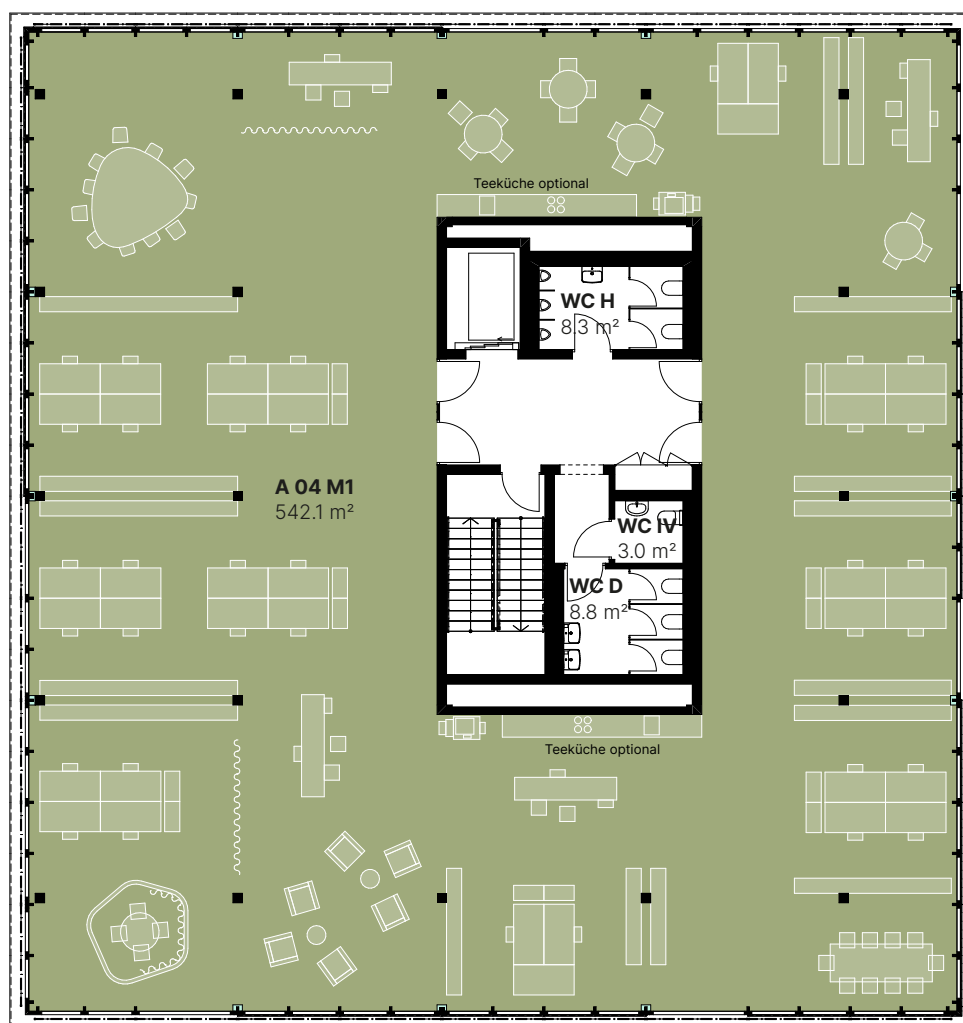 Teeküche optional
WC H
8.3 m²
A 04 M1
542.1 m²
WC IV
3.0 m²
WC D
8.8 m²
Teeküche optional